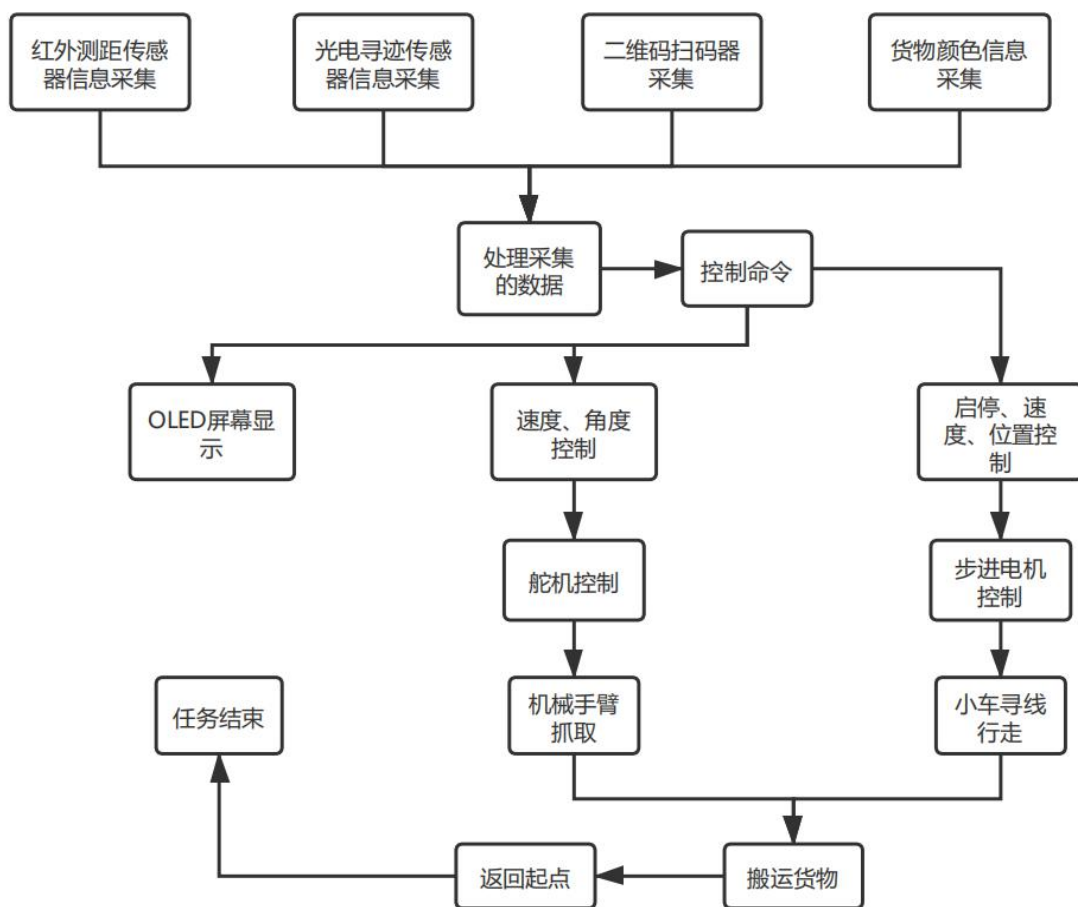 红外测距传感
器信息采集
光电寻迹传感
器信息采集
二维码扫码器
采集
货物颜色信息
采集
处理采集
的数据
控制命令
OLED屏幕显
示
速度、角度
控制
启停、速
度、位置控
制
舵机控制
步进电机
控制
任务结束
机械手臂
抓取
小车寻线
行走
返回起点
搬运货物